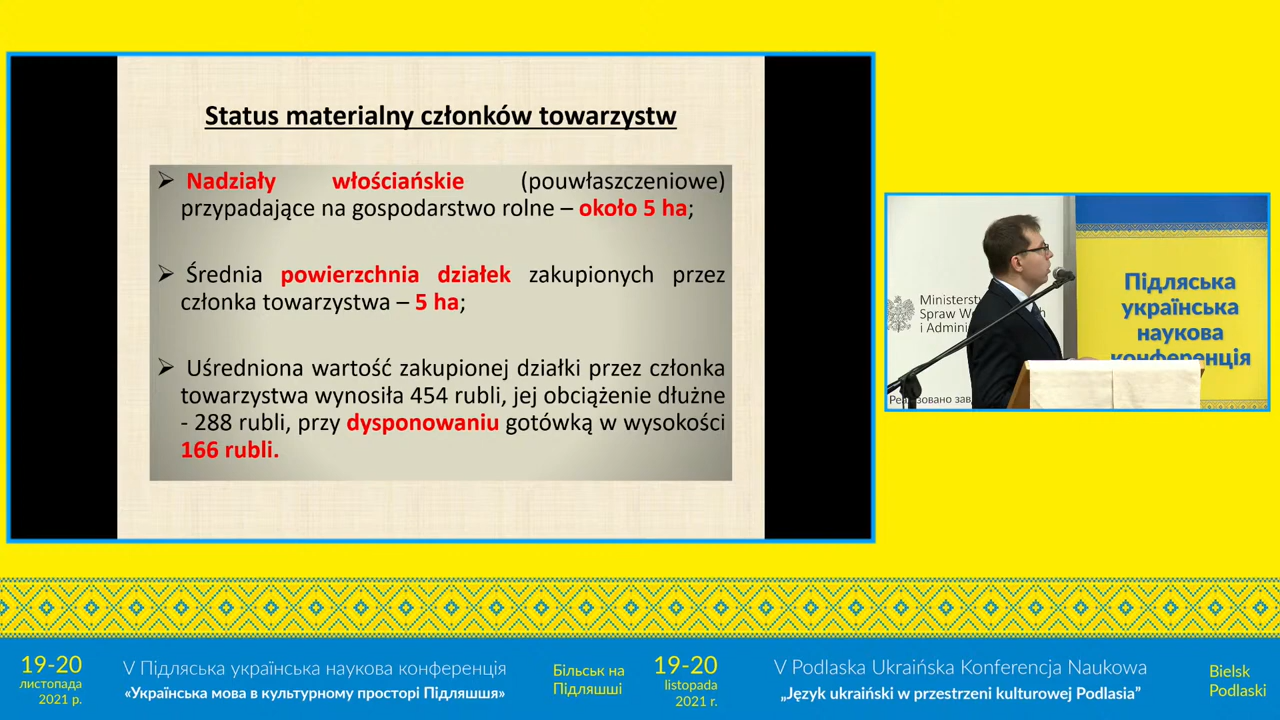 Status materialny członków towarzystw
➢ Nadziały włościańskie (pouwłaszczeniowe)
przypadające na gospodarstwo rolne – około 5 ha;
➢ Średnia powierzchnia działek zakupionych przez
członka towarzystwa – 5 ha;
➢ Uśredniona wartość zakupionej działki przez członka
towarzystwa wynosiła 454 rubli, jej obciążenie dłużne
- 288 rubli, przy dysponowaniu gotówką w wysokości
166 rubli.
Ministerst
Spraw W
i Admini
Підляська
українська
наукова
конференція
19-20
листопада
2021 р.
V Підляська українська наукова конференція
«Українська мова в культурному просторі Підляшшя»
Більськ на
Підляшші
19-20
listopada
2021 r.
V Podlaska Ukraińska Konferencja Naukowa
„Język ukraiński w przestrzeni kulturowej Podlasia”
Bielsk
Podlaski